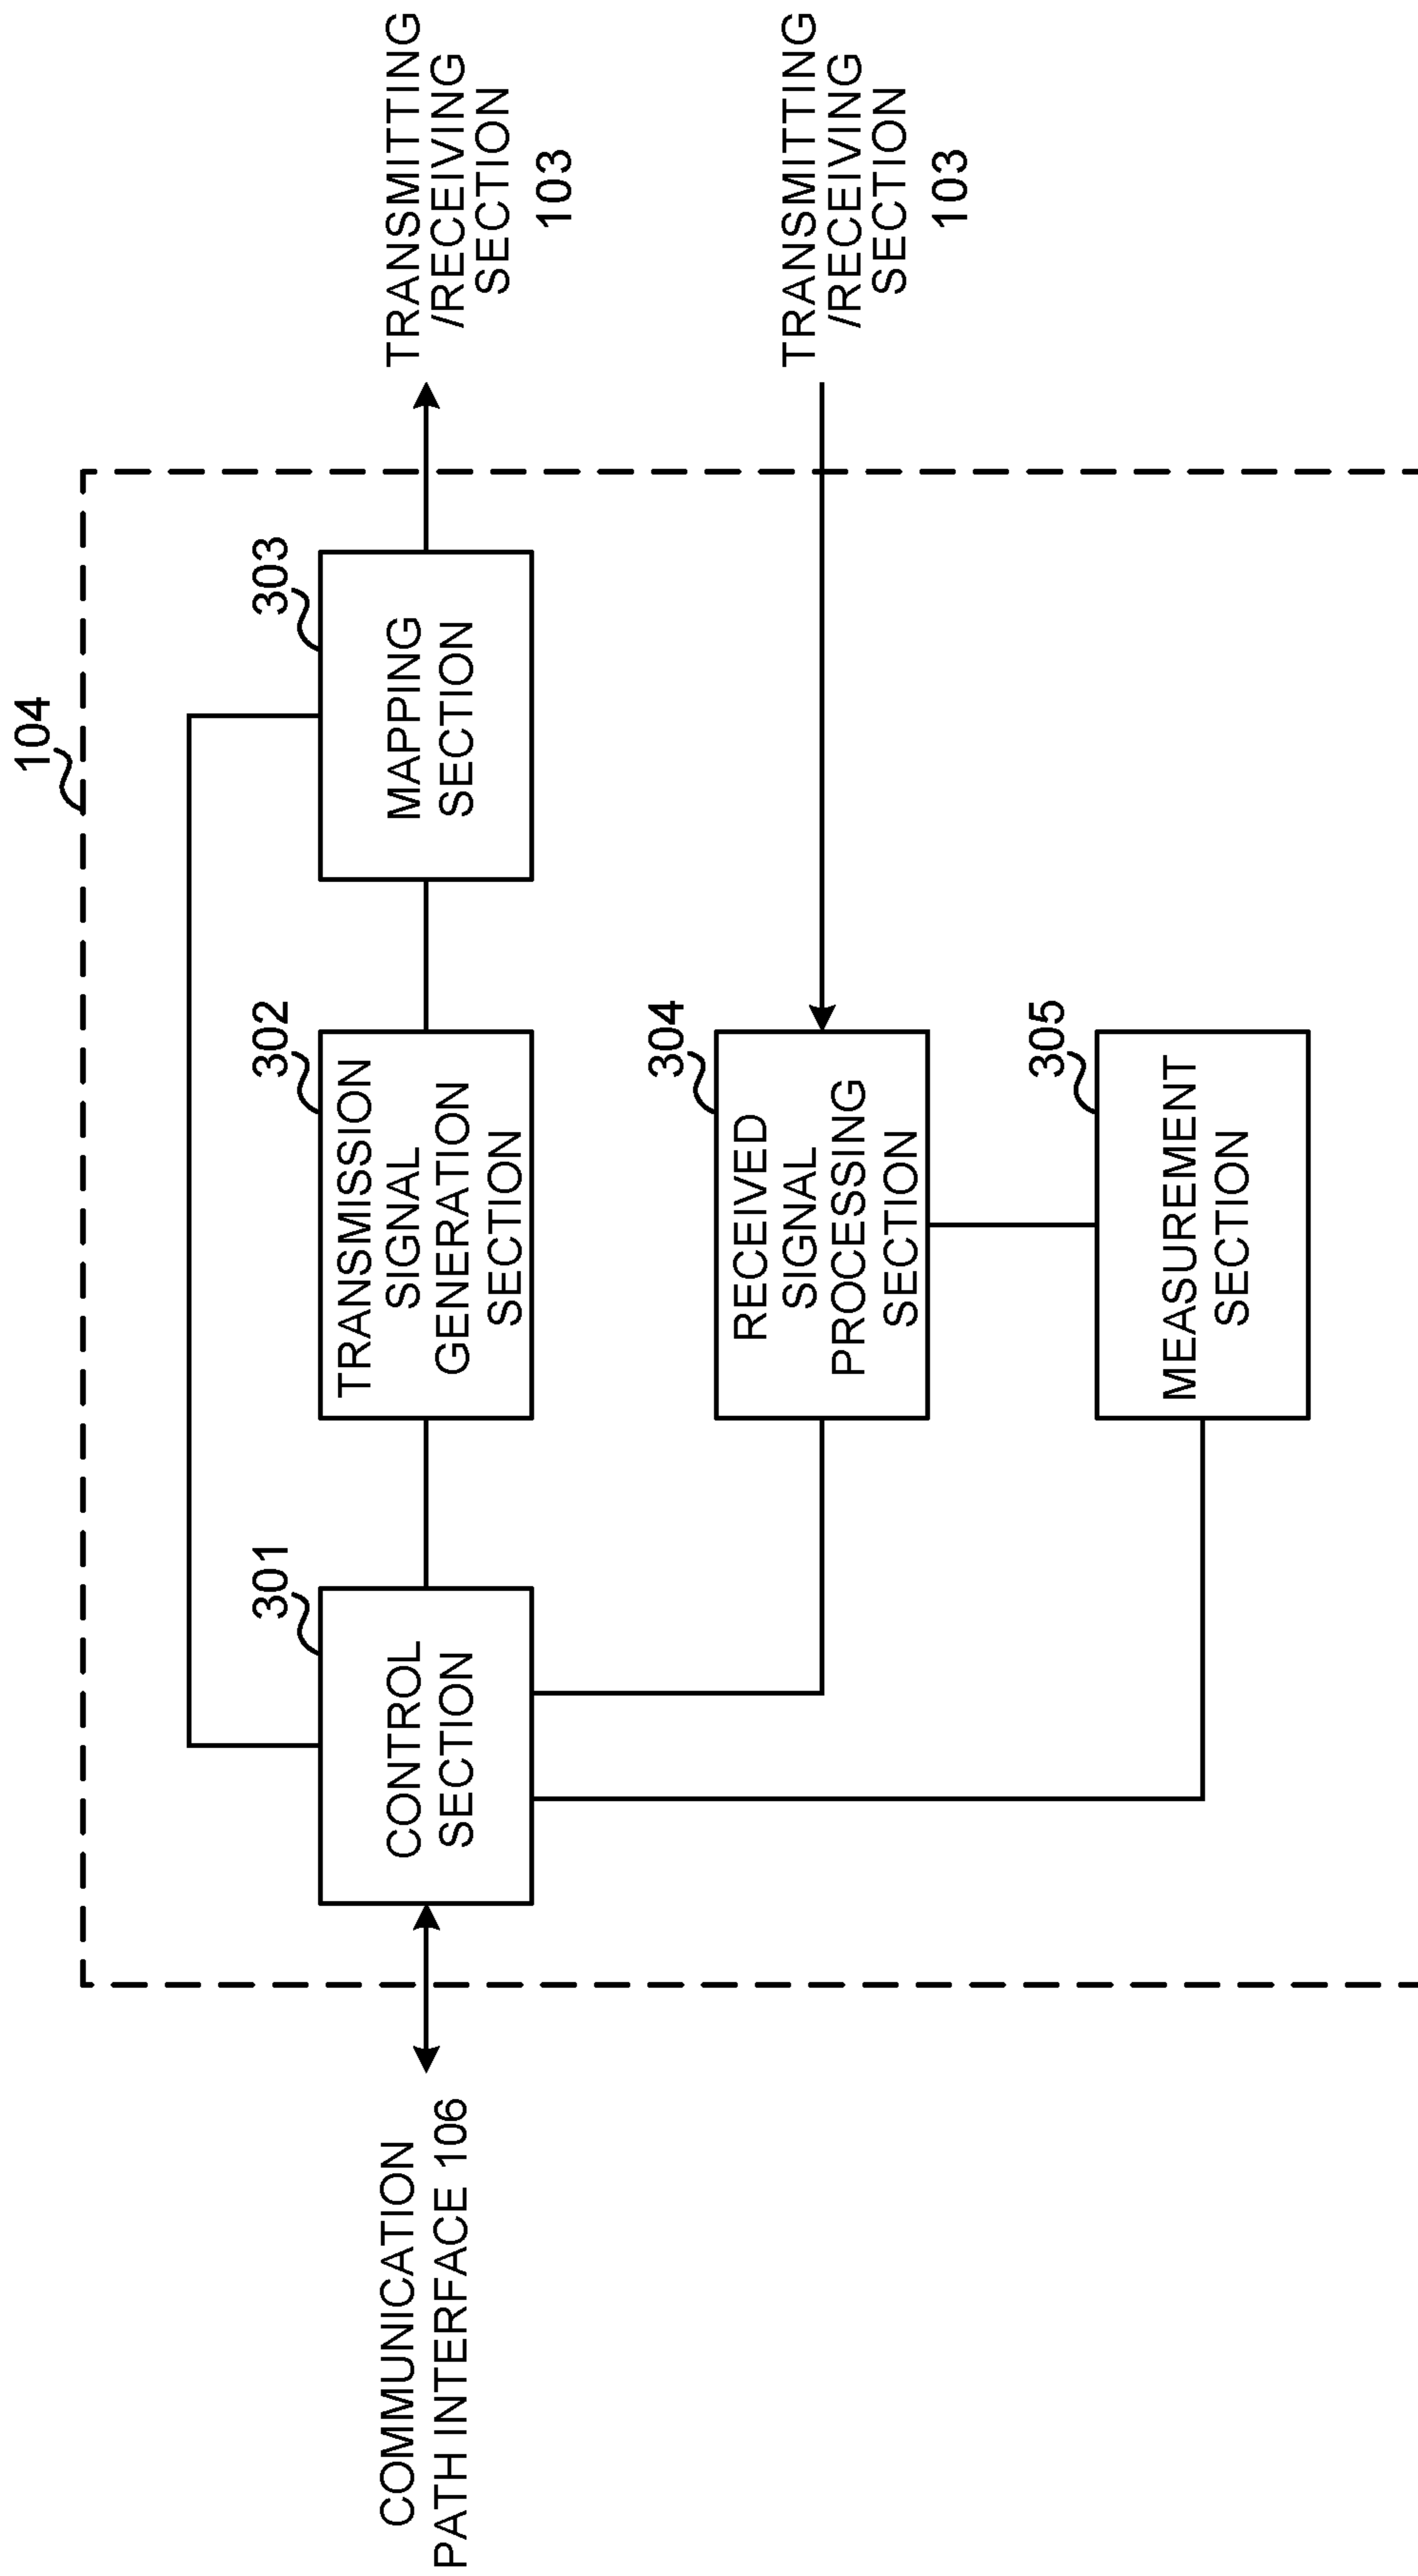 104
301
CONTROL
SECTION
302
TRANSMISSION
SIGNAL
GENERATION
SECTION
303
MAPPING
SECTION
TRANSMITTING
/RECEIVING
SECTION
103
COMMUNICATION
PATH INTERFACE 106
304
RECEIVED
SIGNAL
PROCESSING
SECTION
TRANSMITTING
/RECEIVING
SECTION
103
305
MEASUREMENT
SECTION